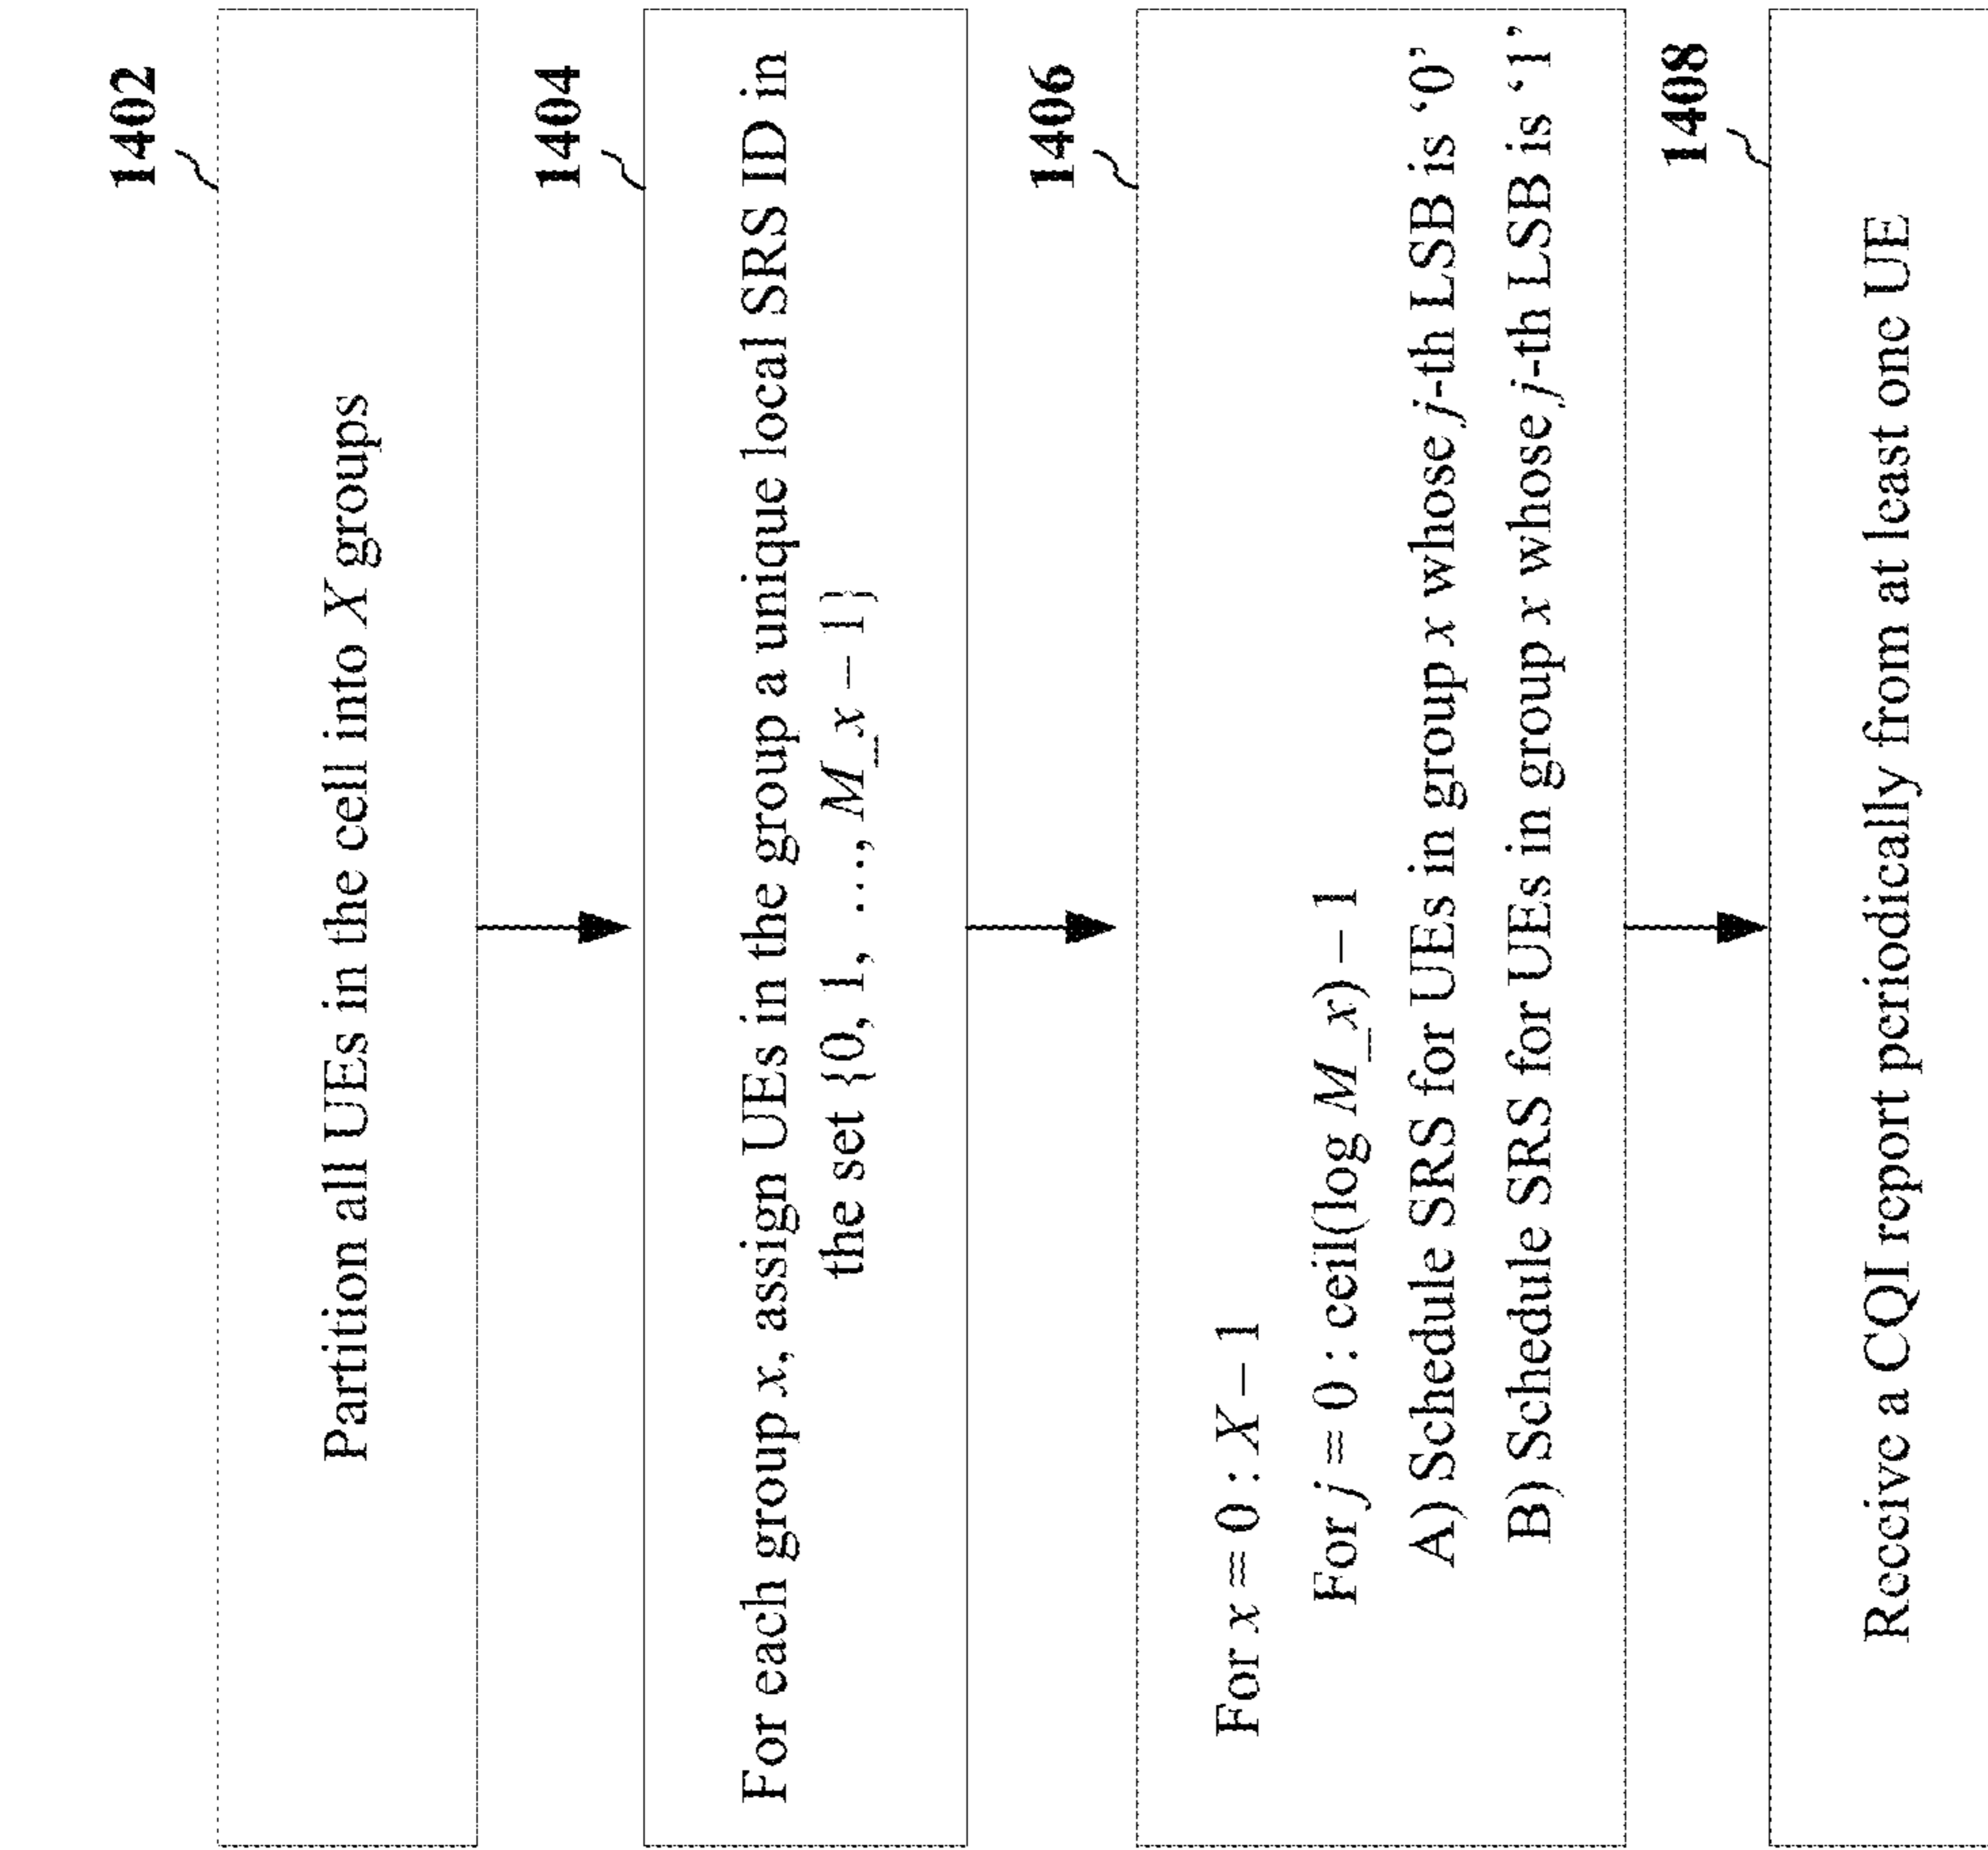 1402
Partition all UEs in the cell into X groups
1404
For each group x, assign UEs in the group a unique local SRS ID in
the set {0, 1, ..., M_x – 1}
1406
For x = 0 : X – 1
For j = 0 : ceil(log M_x) – 1
A) Schedule SRS for UEs in group x whose j-th LSB is ‘0’
B) Schedule SRS for UEs in group x whose j-th LSB is ‘1’
1408
Receive a CQI report periodically from at least one UE